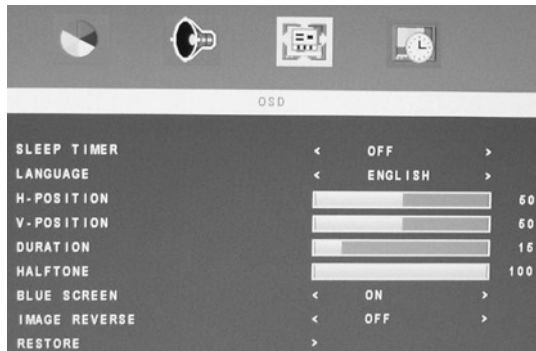 OSD
SLEEP TIMER < OFF >
LANGUAGE < ENGLISH >
H-POSITION 50
V-POSITION 50
DURATION 15
HALFTONE 100
BLUE SCREEN < ON >
IMAGE REVERSE < OFF >
RESTORE >